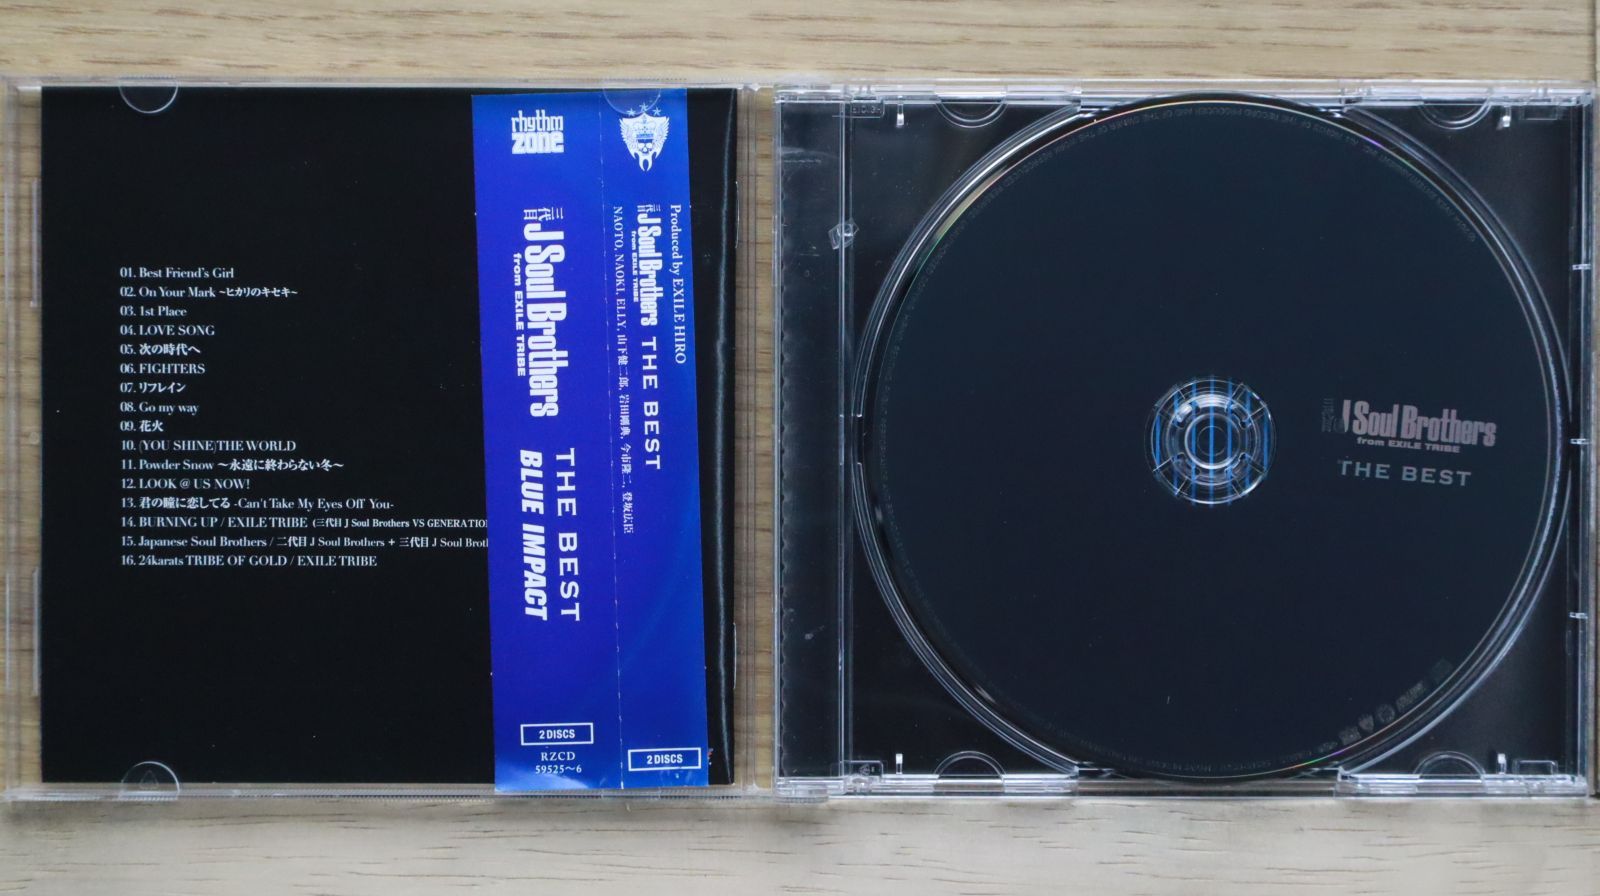 01. Best Friend's Girl
02. On Your Mark ~ヒカリのキセキ~
03. 1st Place
04. LOVE SONG
05. 次の時代へ
06. FIGHTERS
07. リフレイン
08. Go my way
09. 花火
10. (YOU SHINE)THE WORLD
11. Powder Snow ～永遠に終わらない冬～
12. LOOK @ US NOW!
13. 君の瞳に恋してる -Can't Take My Eyes Off You-
14. BURNING UP / EXILE TRIBE (三代目 J Soul Brothers VS GENERATION
15. Japanese Soul Brothers / 二代目 J Soul Brothers + 三代目 J Soul Broth
16. 24karats TRIBE OF GOLD / EXILE TRIBE
rhythm
zone
三代目 J Soul Brothers
from EXILE TRIBE
THE BEST
BLUE IMPACT
2 DISCS
RZCD
59525～6
Produced by EXILE HIRO
三代目 J Soul Brothers THE BEST
from EXILE TRIBE
NAOTO, NAOKI, ELLY, 山下健二郎, 岩田剛典, 今市隆二, 登坂広臣
2 DISCS
J Soul Brothers
from EXILE TRIBE
THE BEST